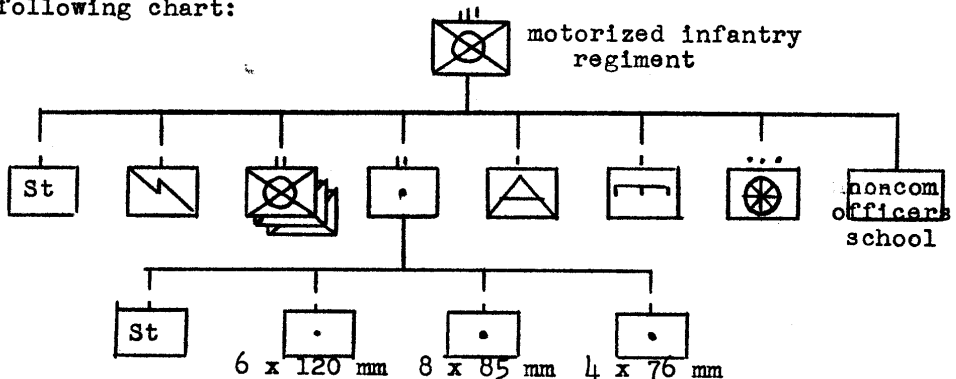 following chart:
motorized infantry
regiment
St
noncom
officers
school
St
6 x 120 mm
8 x 85 mm
4 x 76 mm